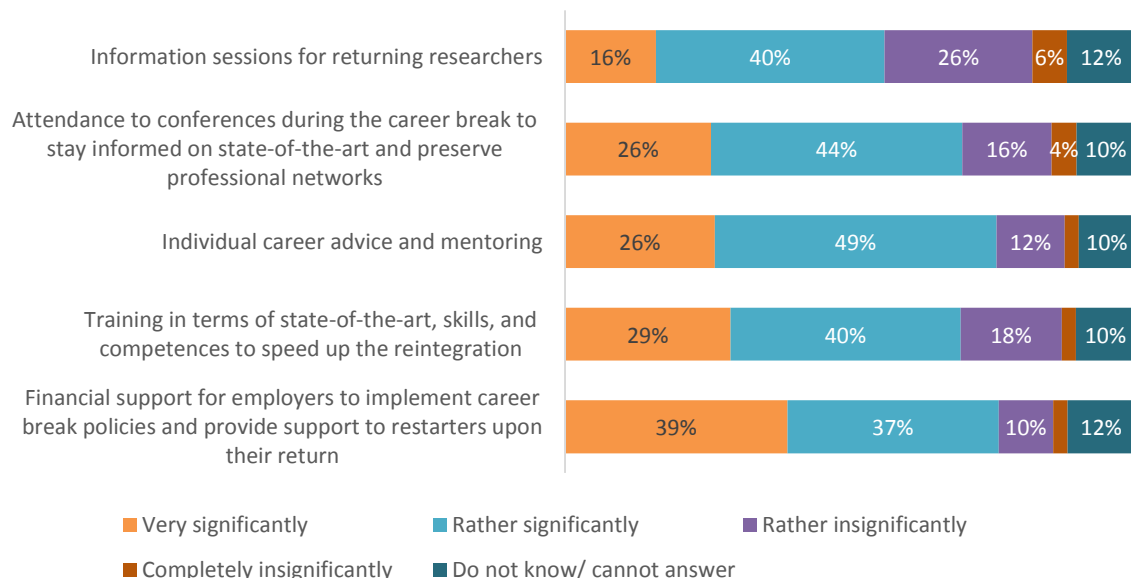 Information sessions for returning researchers
16% 40% 26% 6% 12%
Attendance to conferences during the career break to
stay informed on state-of-the-art and preserve
professional networks
26% 44% 16% 4% 10%
Individual career advice and mentoring
26% 49% 12% 10%
Training in terms of state-of-the-art, skills, and
competences to speed up the reintegration
29% 40% 18% 10%
Financial support for employers to implement career
break policies and provide support to restarters upon
their return
39% 37% 10% 12%
Very significantly Rather significantly Rather insignificantly
Completely insignificantly Do not know/ cannot answer